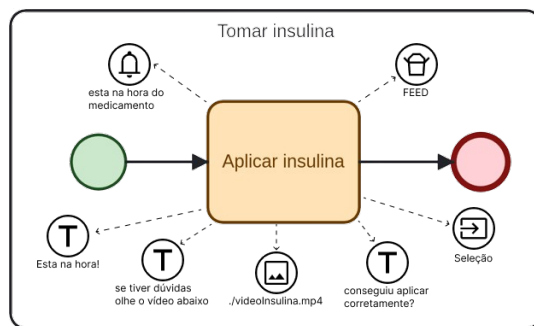 Tomar insulina
esta na hora do
medicamento
FEED
Aplicar insulina
T
Esta na hora!
T
se tiver dúvidas
olhe o vídeo abaixo
./videoInsulina.mp4
T
conseguiu aplicar
corretamente?
Seleção